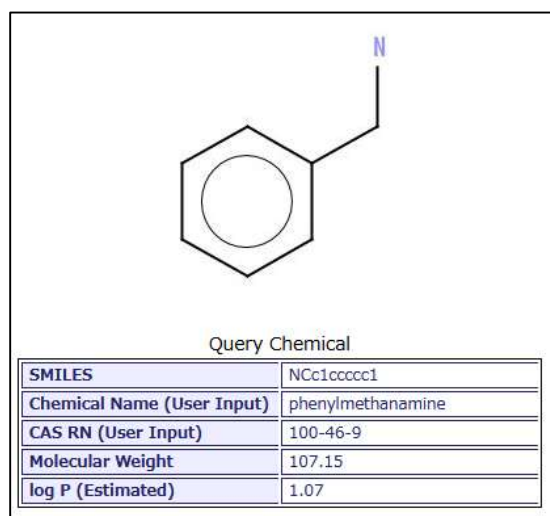 N
Query Chemical
SMILES NCc1ccccc1
Chemical Name (User Input) phenylmethanamine
CAS RN (User Input) 100-46-9
Molecular Weight 107.15
log P (Estimated) 1.07